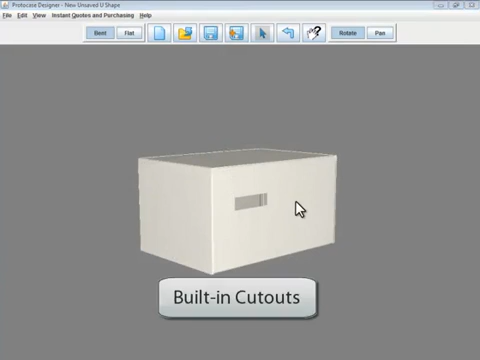 Protocase Designer - New Unsaved U Shape
File Edit View Instant Quotes and Purchasing Help
Bent Flat Rotate Pan
Built-in Cutouts